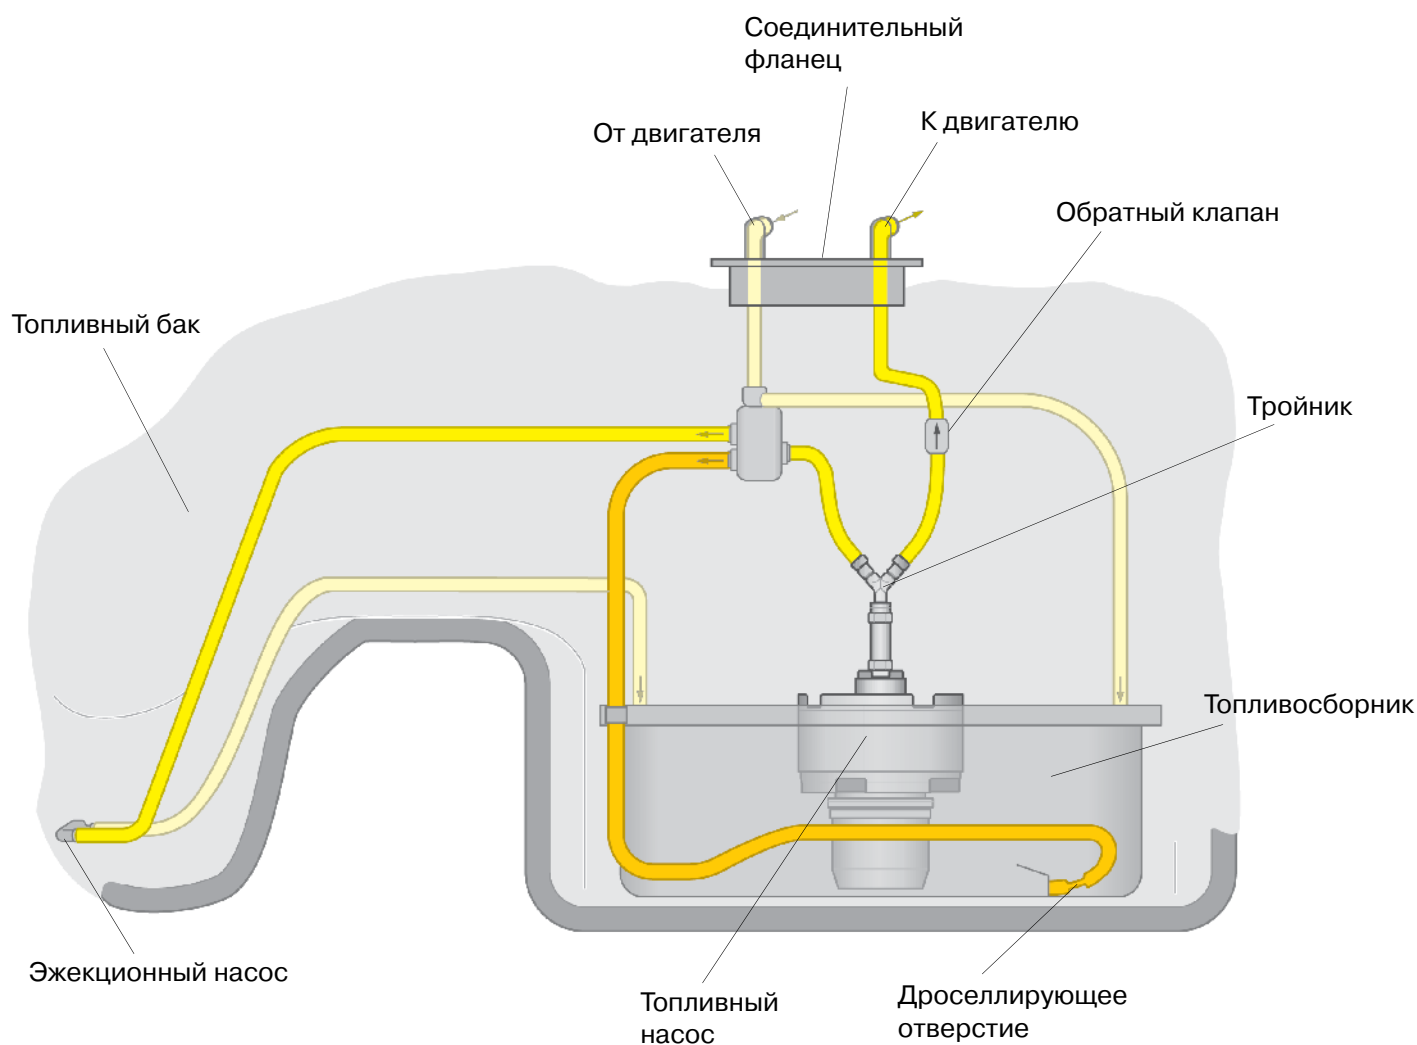 Соединительный
фланец
От двигателя
К двигателю
Обратный клапан
Топливный бак
Тройник
Топливосборник
Эжекционный насос
Топливный
насос
Дроселлирующее
отверстие